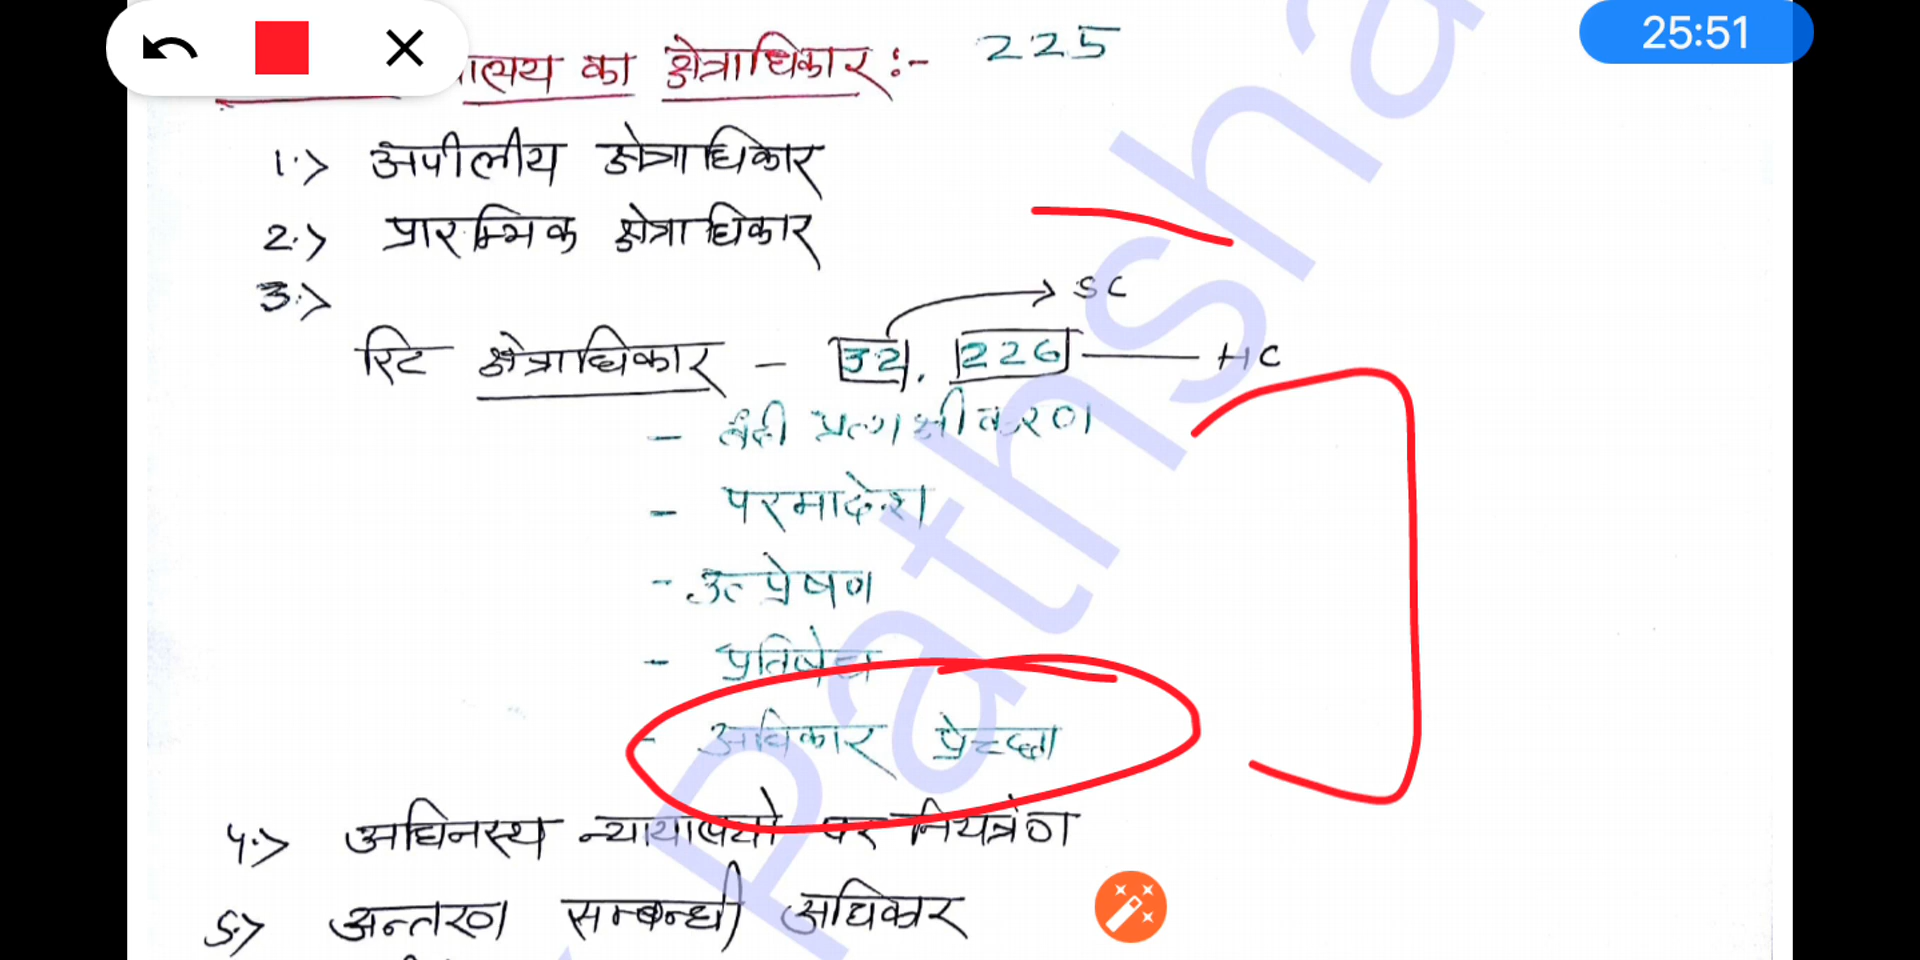 25:51
ालय का क्षेत्राधिकार :- 225
1.> अपीलीय क्षेत्राधिकार
2.> प्रारम्भिक क्षेत्राधिकार
3.>
SC
रिट क्षेत्राधिकार - 32, 226 HC
- बंदी प्रत्यक्षीकरण
- परमादेश
- उत्प्रेषण
- प्रतिषेध
- अधिकार प्रेच्छा
4.> अधिनस्थ न्यायालयो पर नियंत्रण
5.> अन्तरण सम्बन्धी अधिकार
Pathsha